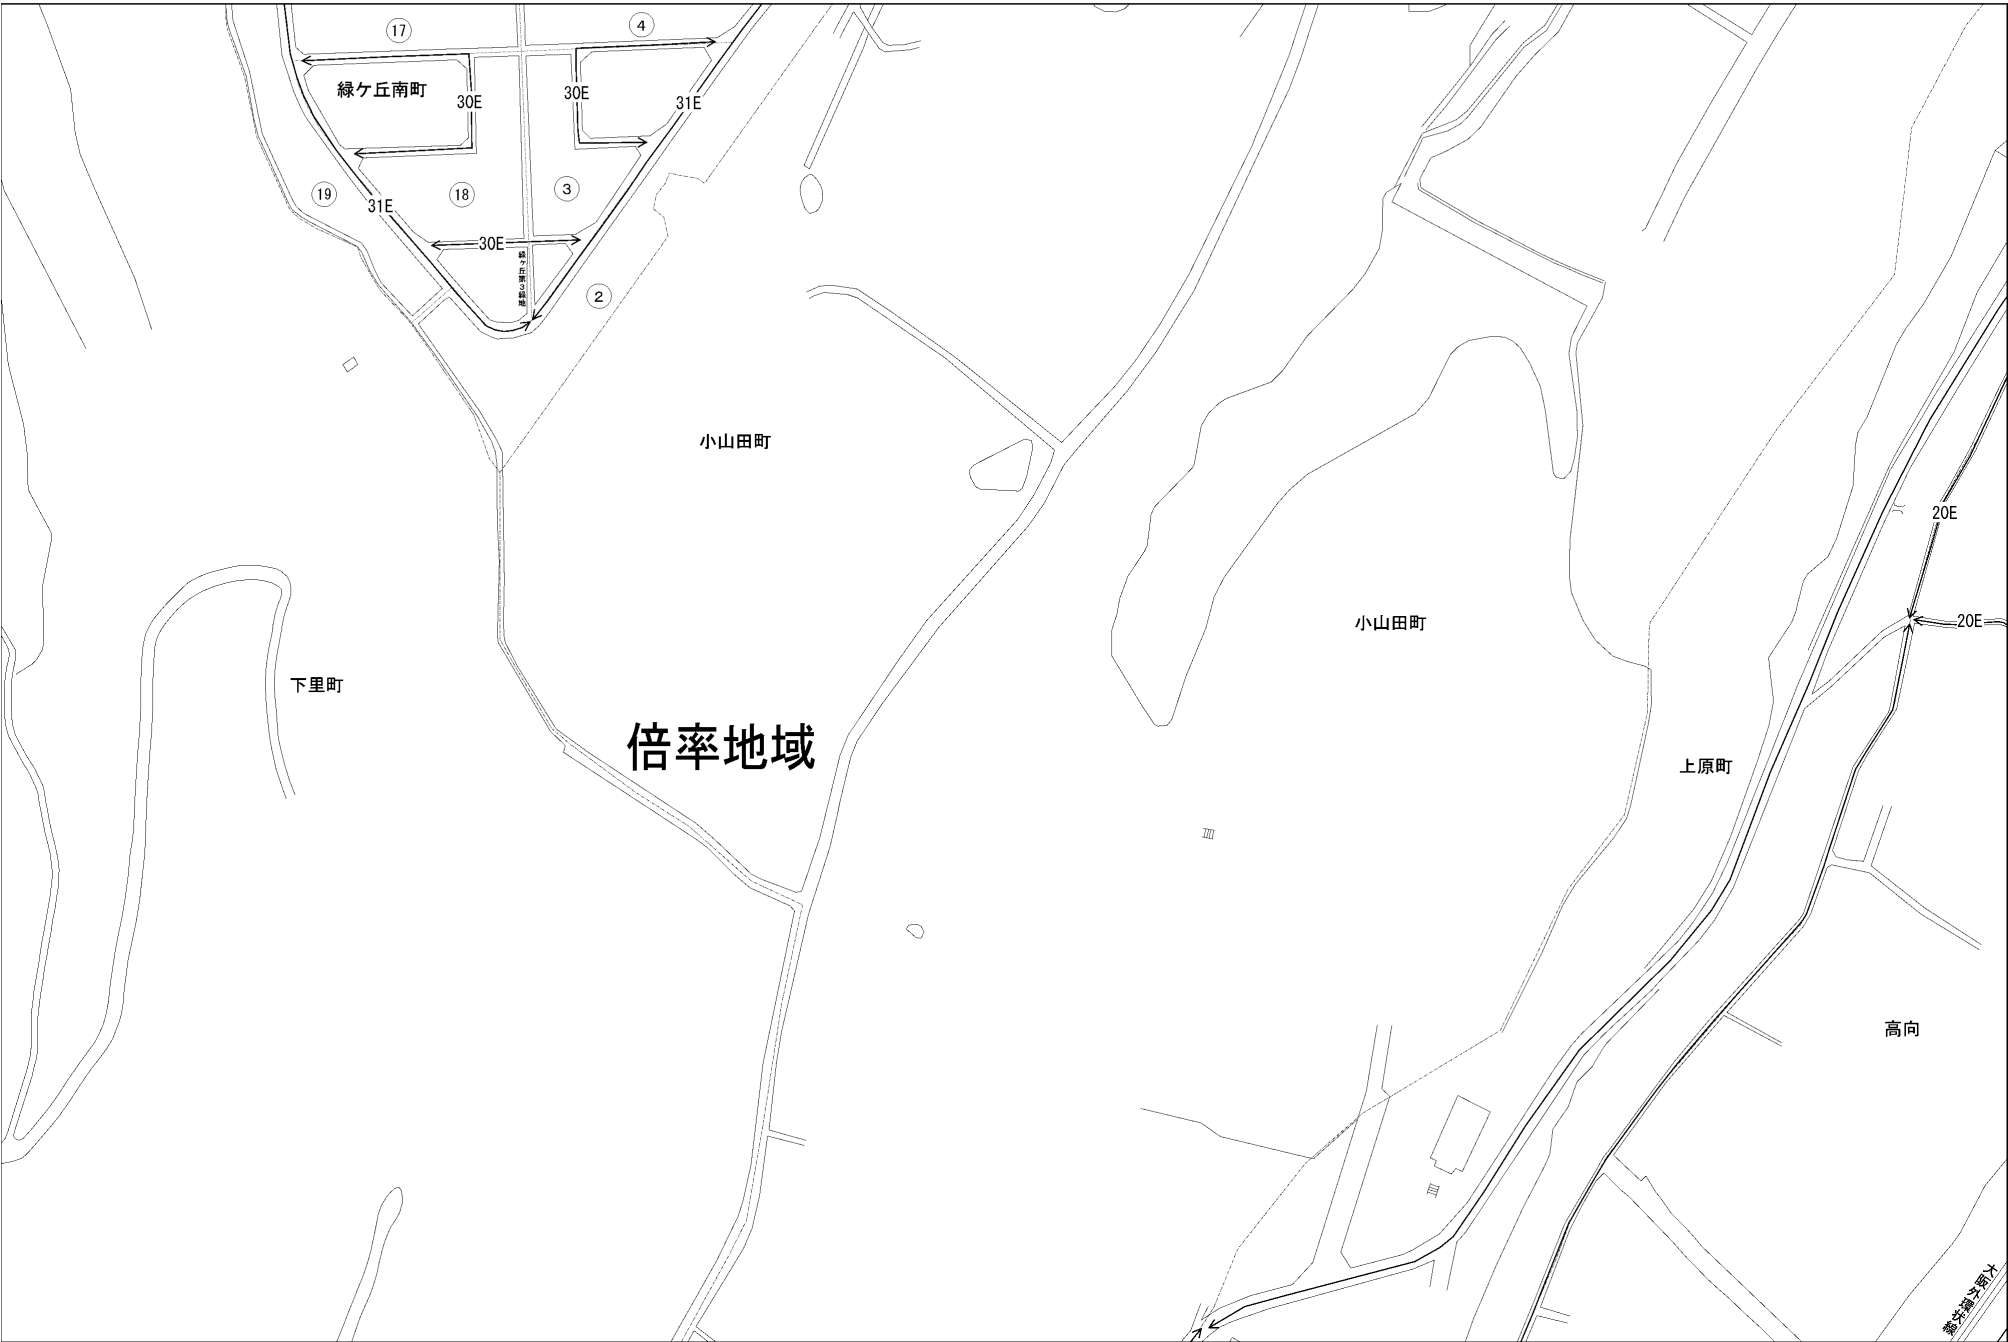 ⑰
④
緑ケ丘南町
30E
30E
31E
⑲
31E
⑱
③
30E
緑ケ丘第3緑地
②
小山田町
20E
20E
小山田町
下里町
倍率地域
上原町
高向
大阪外環状線